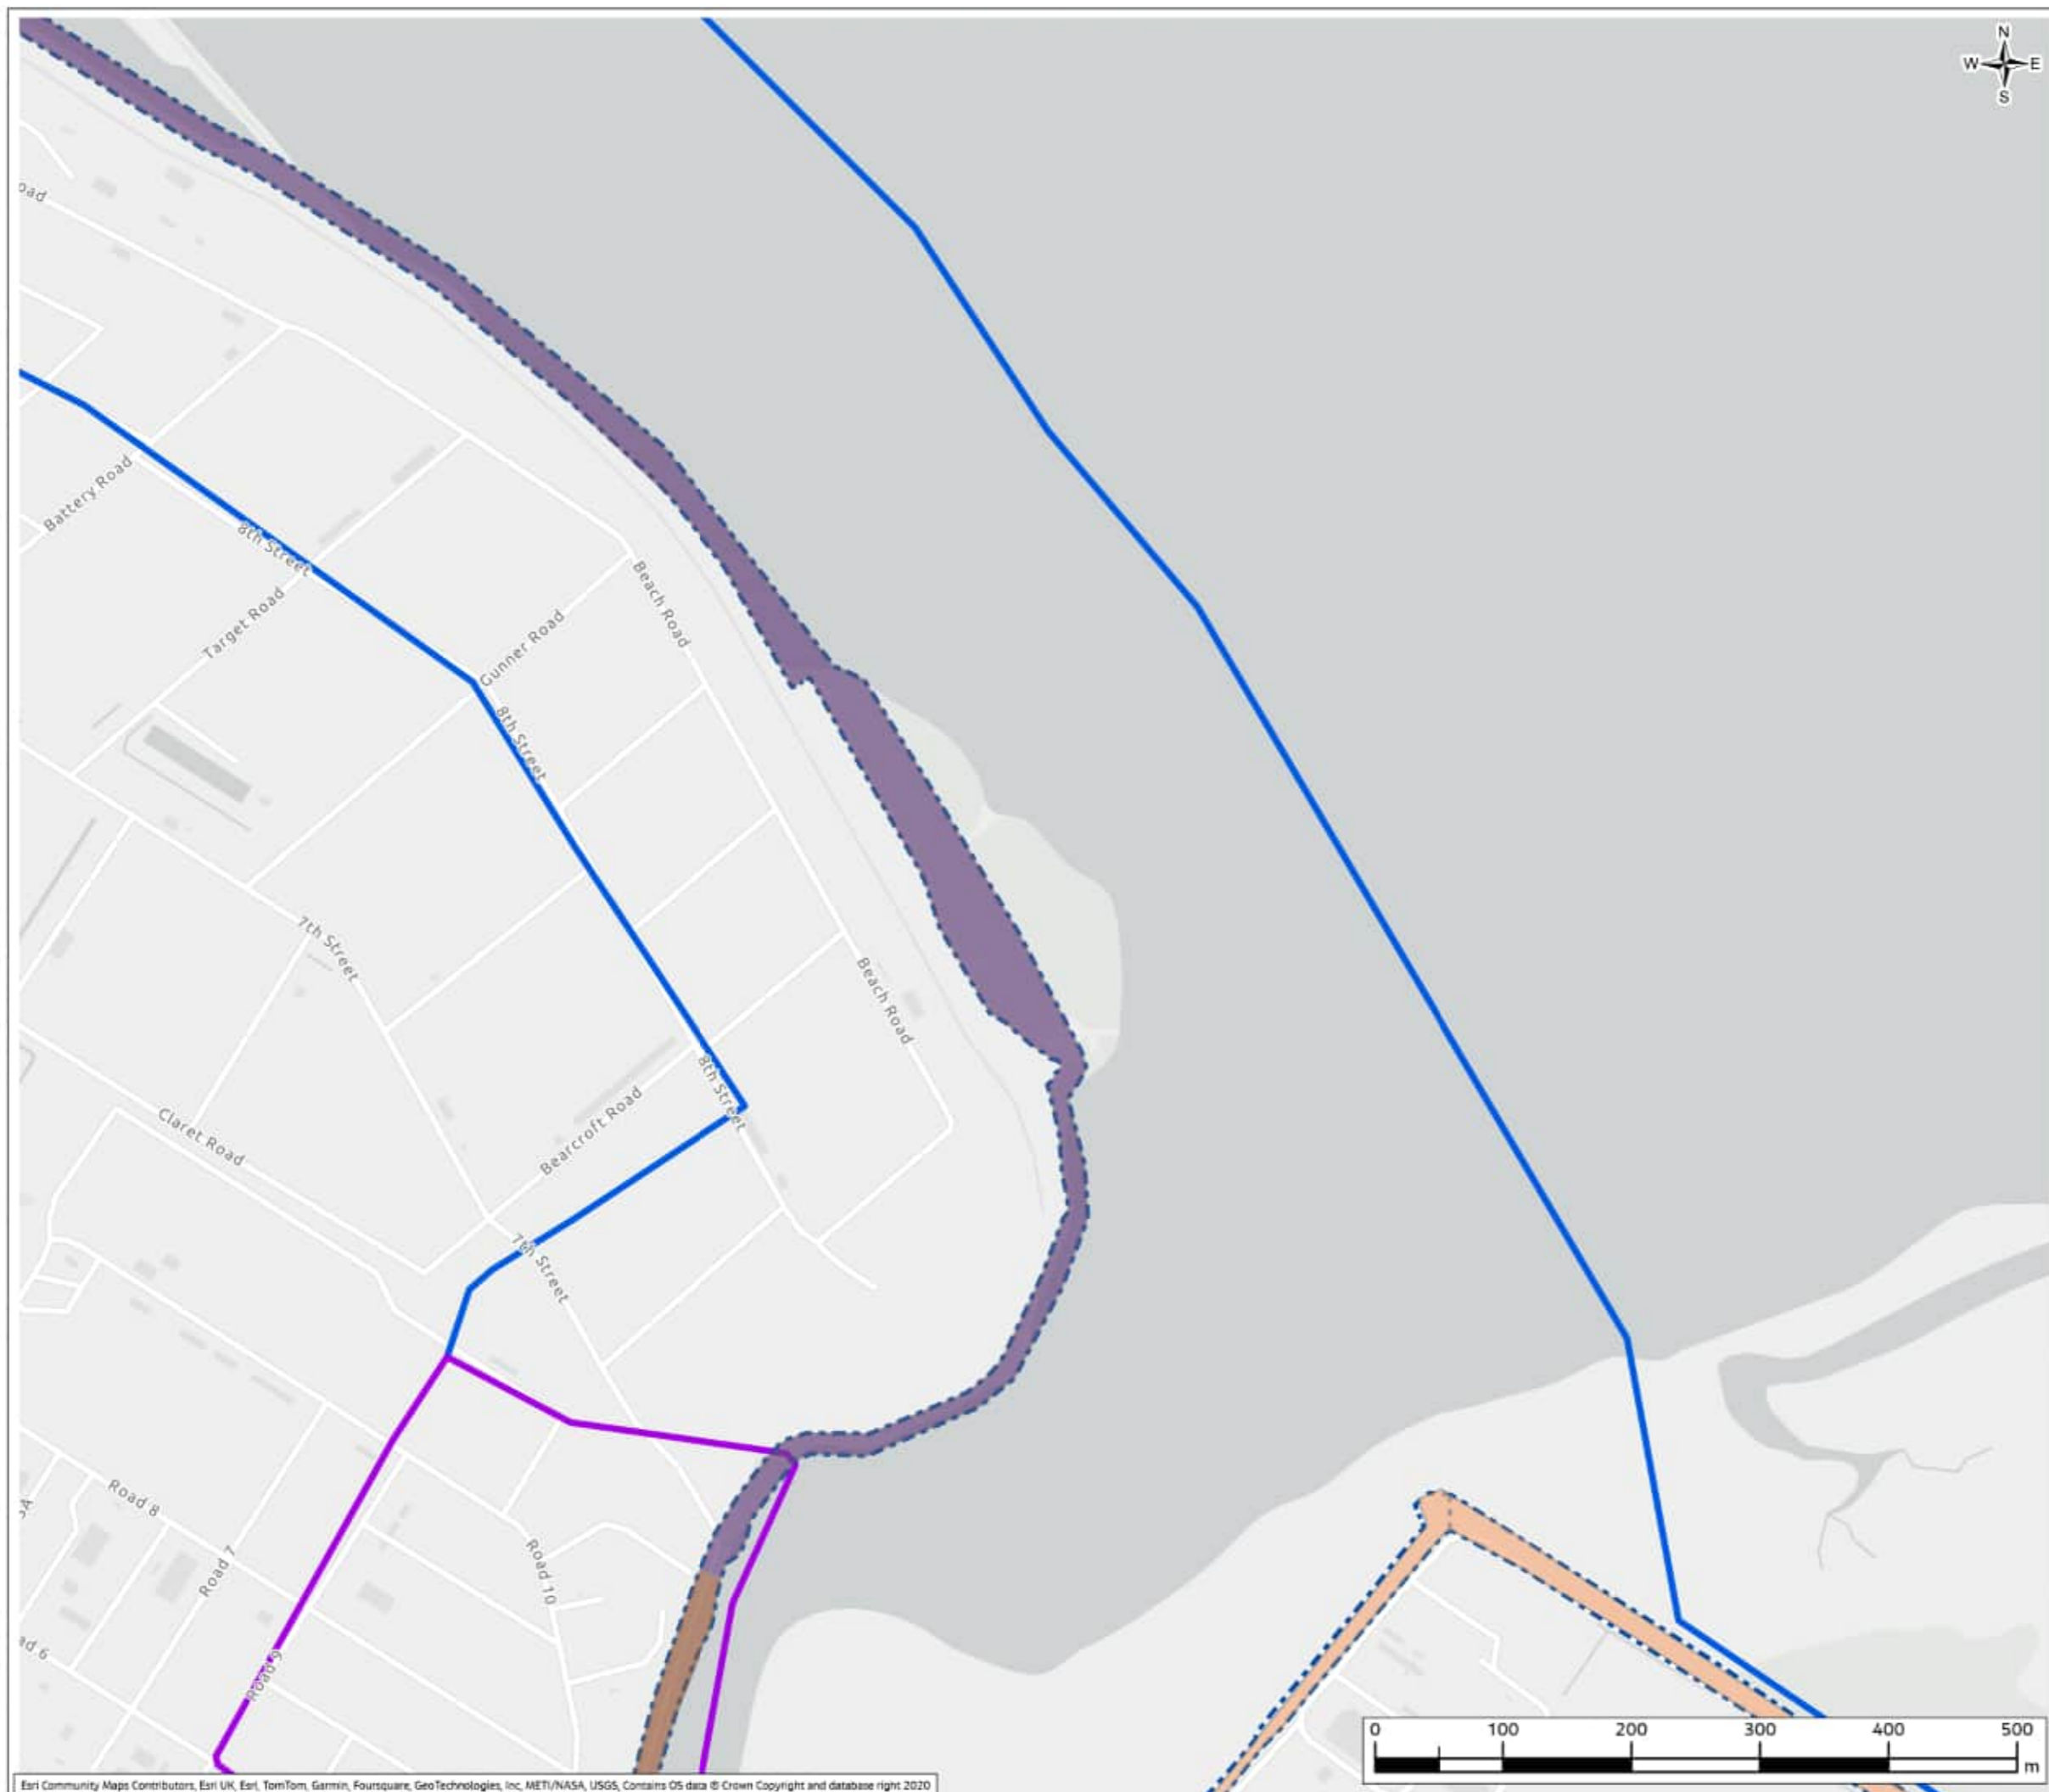 N
W E
S
oad
Battery Road
8th Street
Target Road
Gunner Road
Beach Road
8th Street
7th Street
Beach Road
8th Street
Bearcroft Road
Claret Road
7th Street
Road 8
Road 7
Road 10
ad 6
Road 9
0 100 200 300 400 500
m
Esri Community Maps Contributors, Esri UK, Esri, TomTom, Garmin, Foursquare, GeoTechnologies, Inc, METI/NASA, USGS, Contains OS data © Crown Copyright and database right 2020